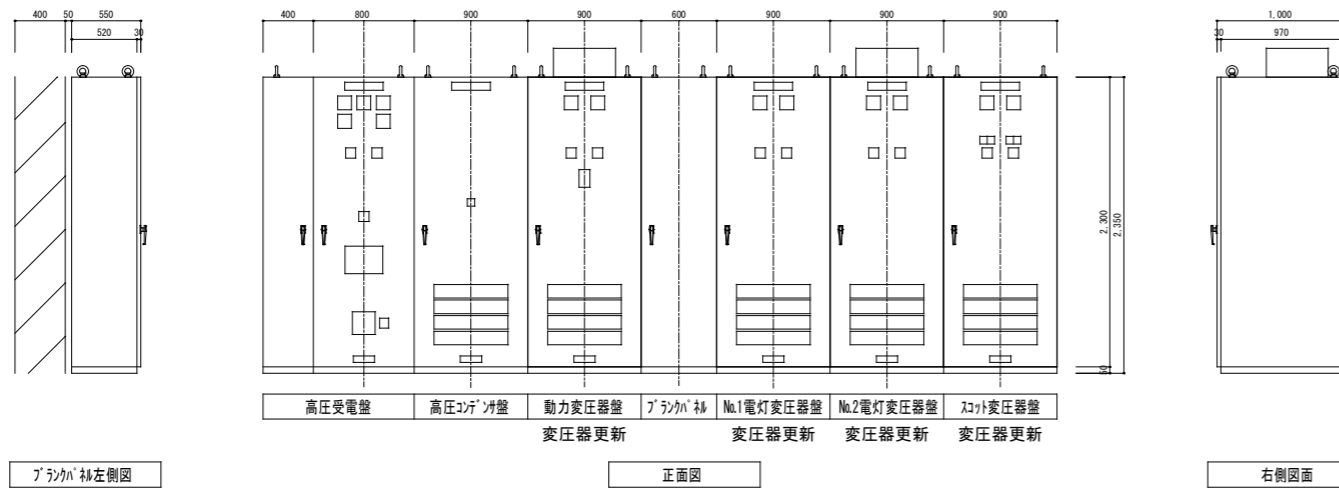 400 50 550
520 30
400 800 900 900 600 900 900 900
1,000
30 970
2,300
2,350
50
高圧受電盤 高圧コンデンサ盤 動力変圧器盤 ブランクパネル No.1電灯変圧器盤 No.2電灯変圧器盤 スコット変圧器盤
変圧器更新 変圧器更新 変圧器更新 変圧器更新
ブランクパネル左側図 正面図 右側図面